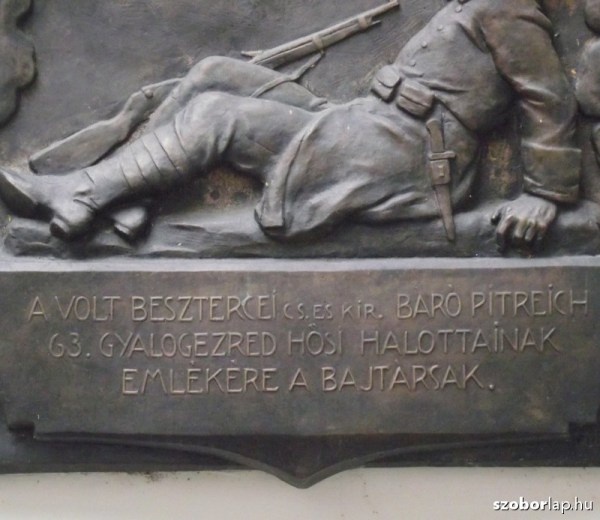 A VOLT BESZTERCEI CS. ES KIR. BARÓ PITREICH
63. GYALOGEZRED HŐSI HALOTTAINAK
EMLÉKÉRE A BAJTÁRSAK.
szoborlap.hu